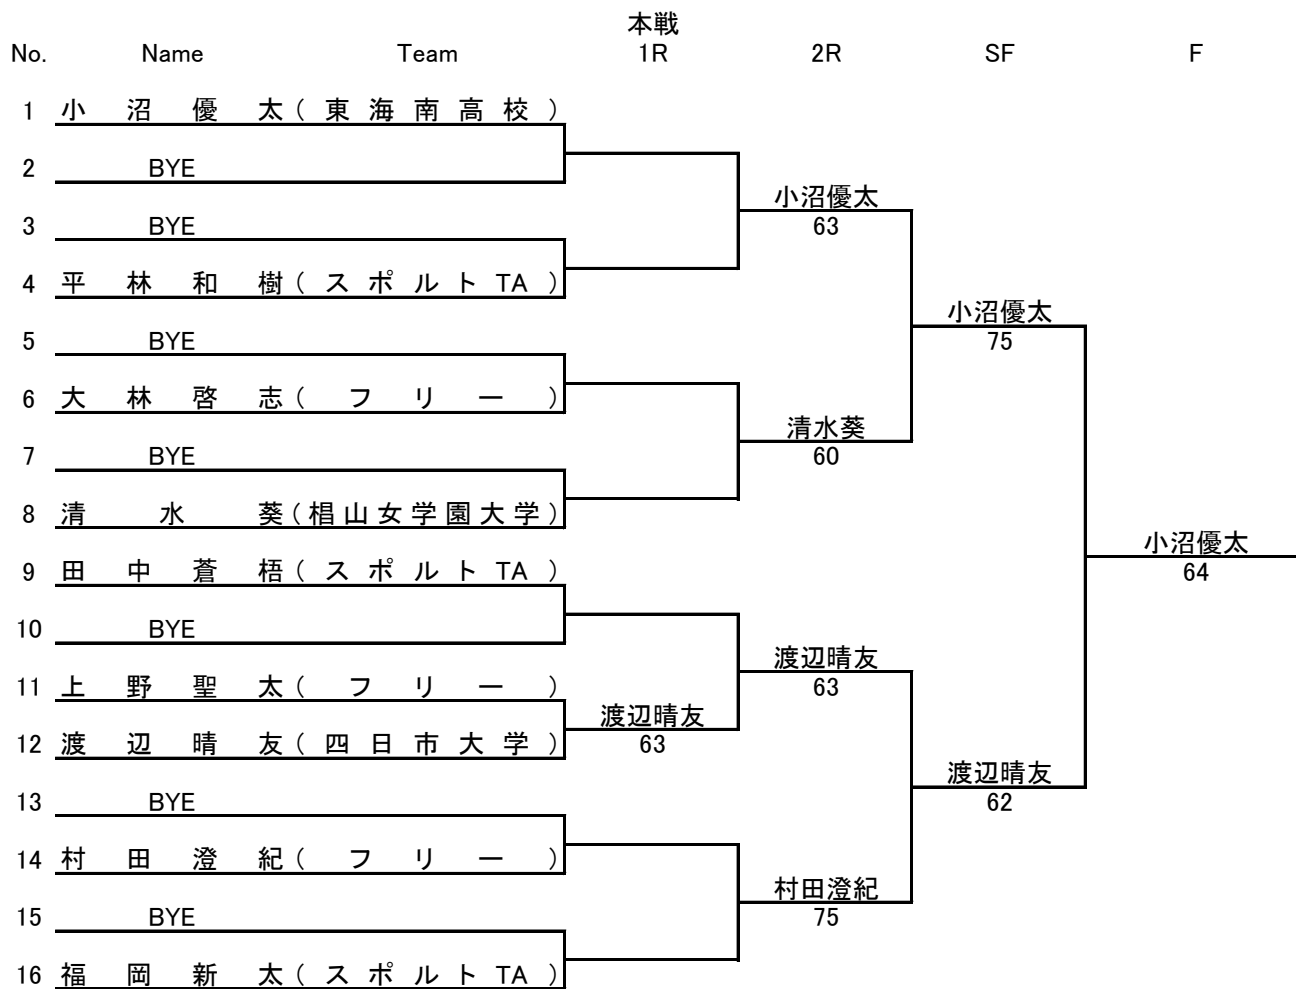 本戦
No. Name Team 1R 2R SF F
1 小沼優太(東海南高校)
2 BYE
小沼優太
3 BYE
63
4 平林和樹(スポルトTA)
小沼優太
5 BYE
75
6 大林啓志(フリー)
清水葵
7 BYE
60
8 清水葵(椙山女学園大学)
小沼優太
9 田中蒼梧(スポルトTA)
64
10 BYE
渡辺晴友
11 上野聖太(フリー)
63
渡辺晴友
12 渡辺晴友(四日市大学)
63
渡辺晴友
13 BYE
62
14 村田澄紀(フリー)
村田澄紀
15 BYE
75
16 福岡新太(スポルトTA)